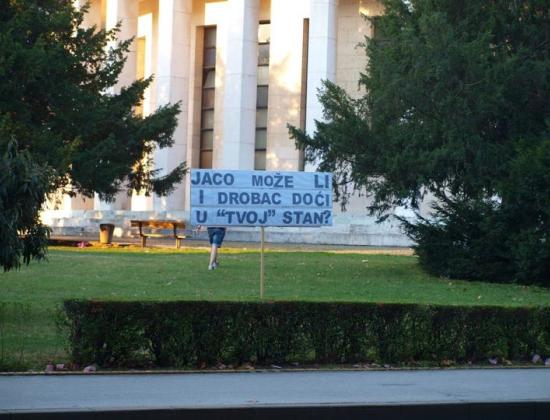 JACO MOŽE LI
I DROBAC DOĆI
U "TVOJ" STAN?